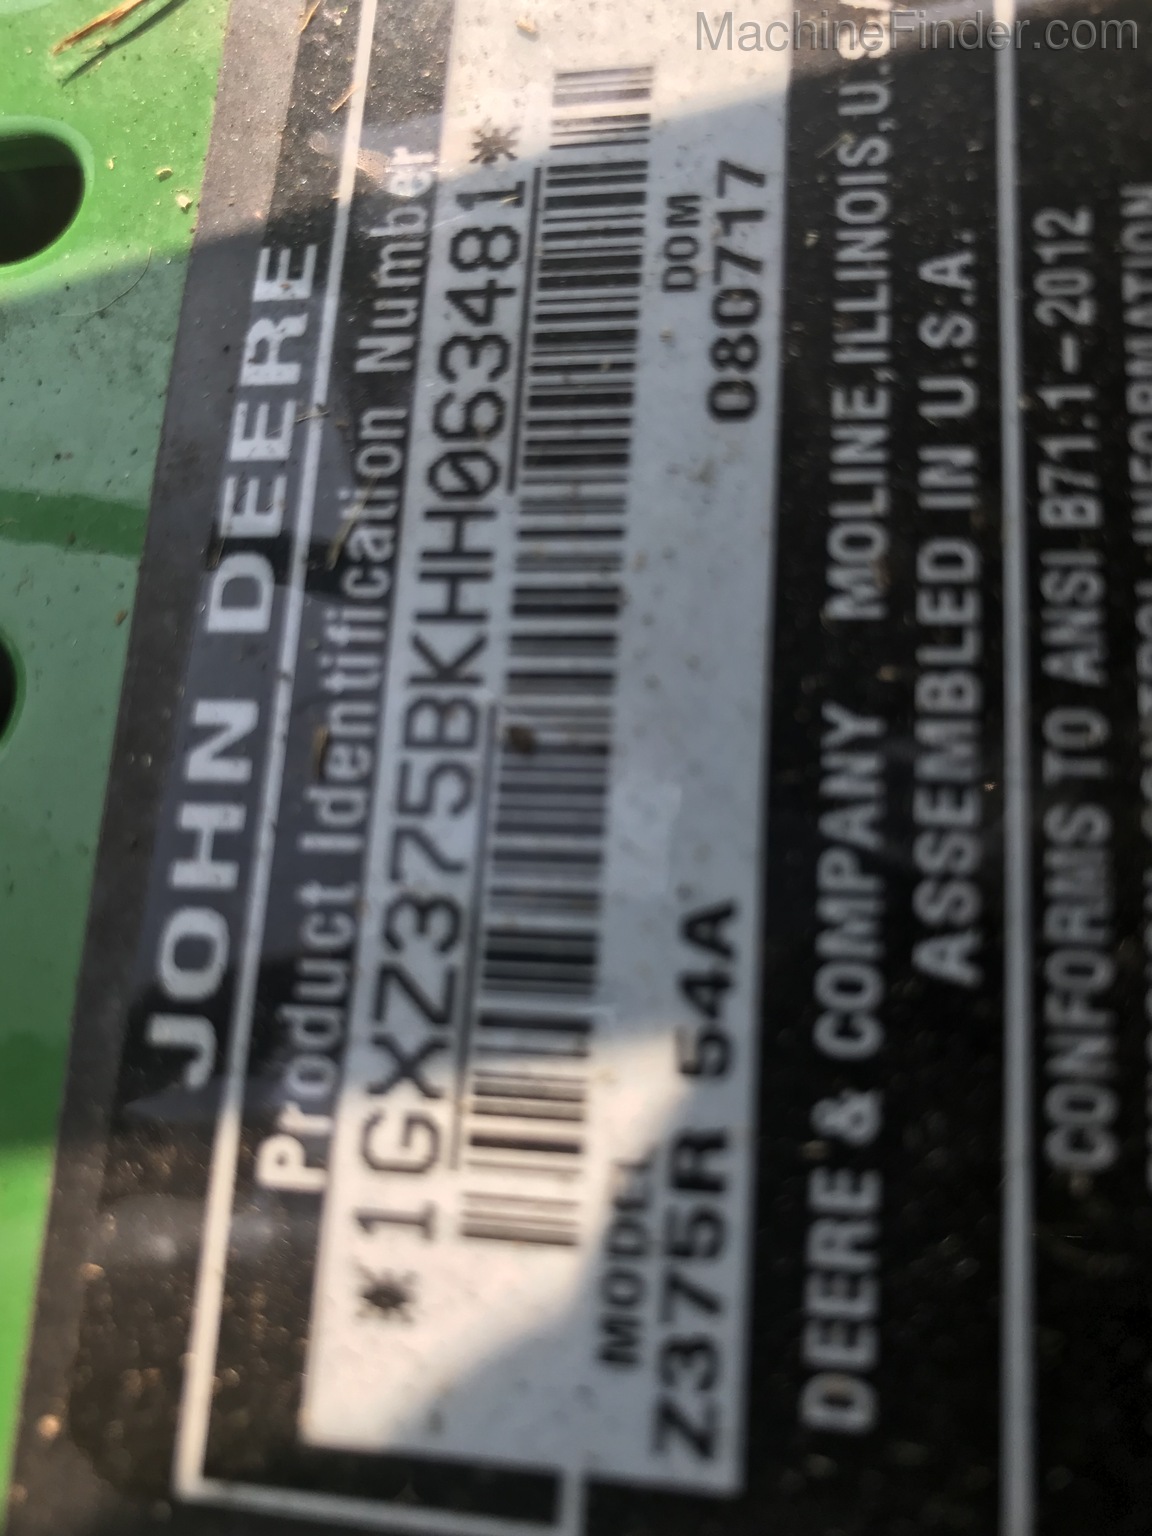 MachineFinder.com
JOHN DEERE
Product Identification Number
*1GXZ375BKHH063481*
MODEL DOM
Z375R 54A 080717
DEERE & COMPANY MOLINE, ILLINOIS, U.S
ASSEMBLED IN U.S.A.
CONFORMS TO ANSI B71.1-2012
INFORMATION